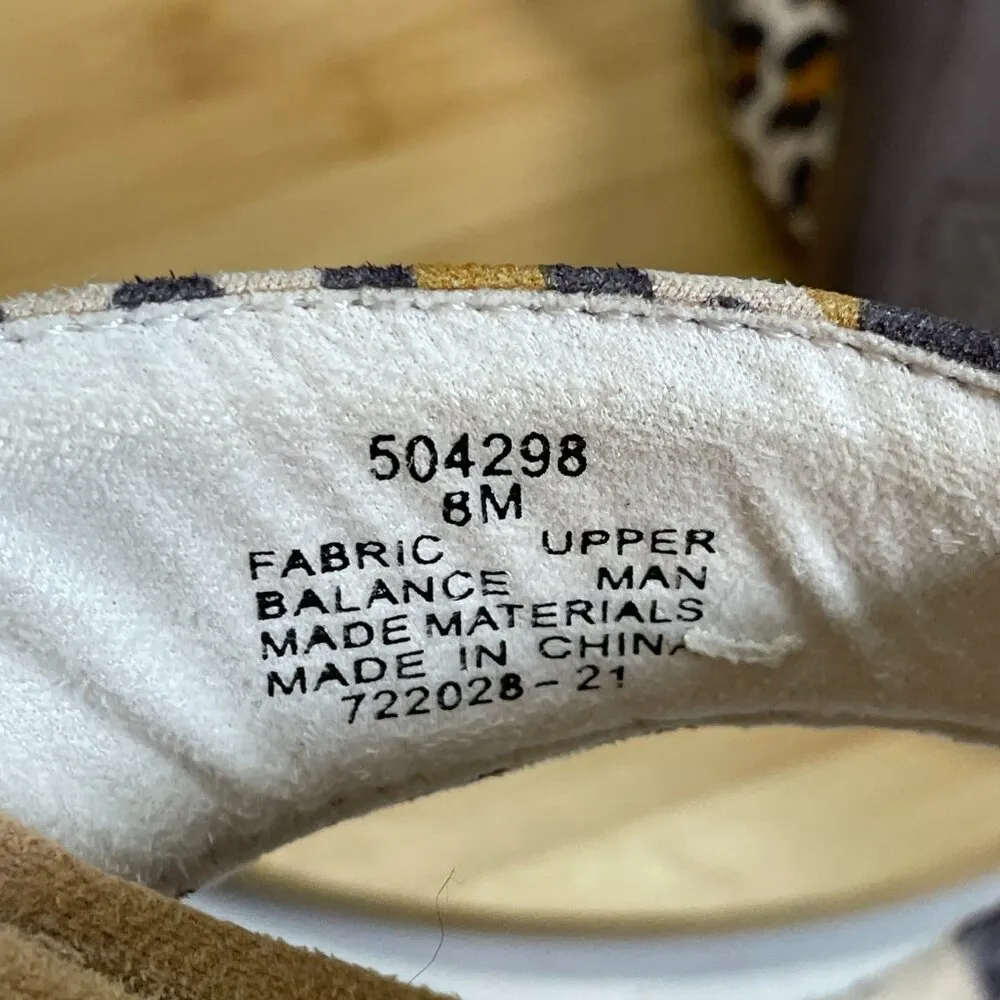 504298
8M
FABRIC UPPER
BALANCE MAN
MADE MATERIALS
MADE IN CHINA
722028-21